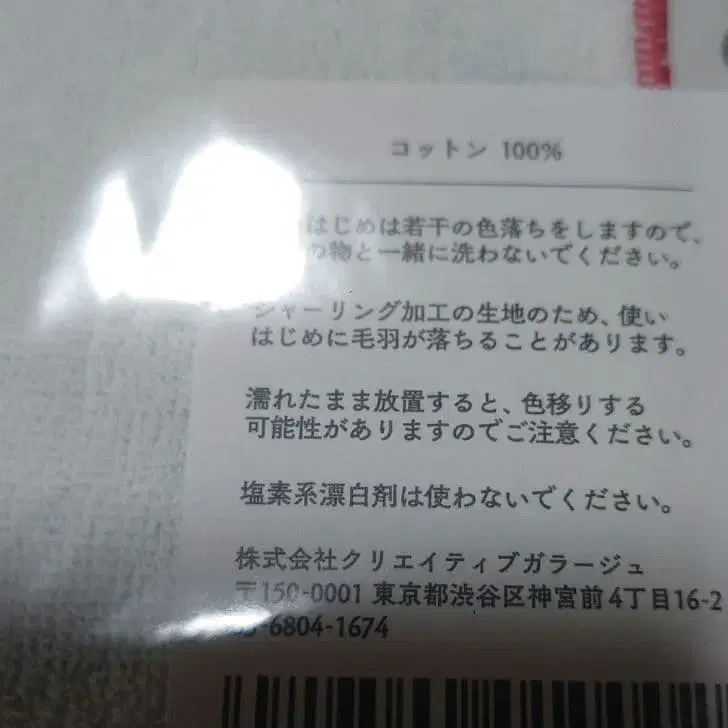 コットン 100%
はじめは若干の色落ちをしますので、
の物と一緒に洗わないでください。
シャーリング加工の生地のため、使い
はじめに毛羽が落ちることがあります。
濡れたまま放置すると、色移りする
可能性がありますのでご注意ください。
塩素系漂白剤は使わないでください。
株式会社クリエイティブガラージュ
〒150-0001 東京都渋谷区神宮前4丁目16-2
-6804-1674